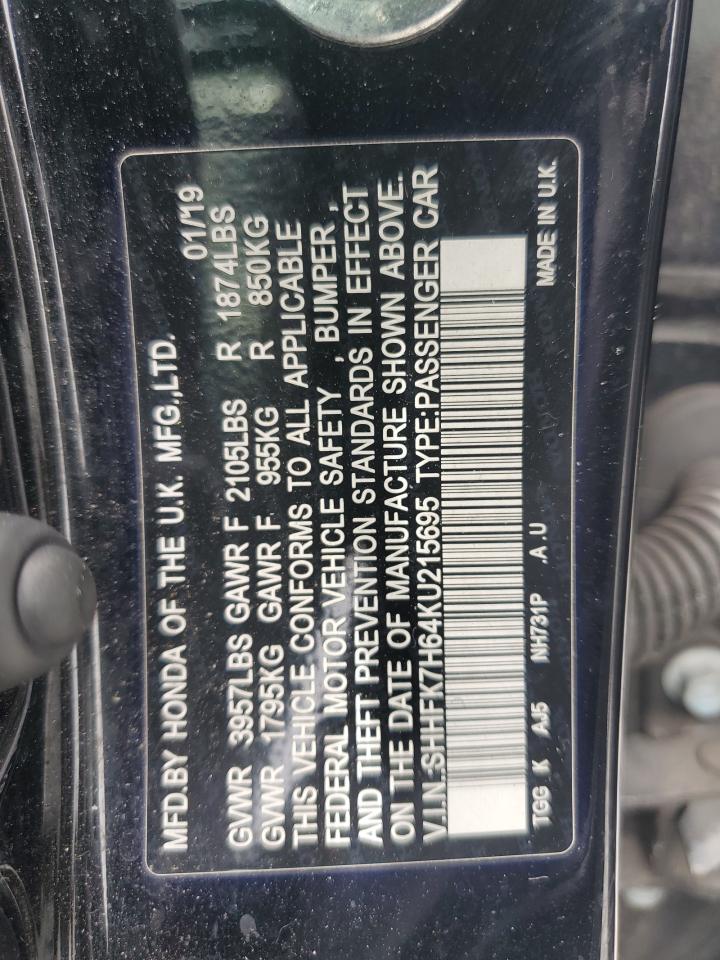 MFD.BY HONDA OF THE U.K. MFG.,LTD. 01/19
GVWR 3957LBS GAWR F 2105LBS R 1874LBS
GVWR 1795KG GAWR F 955KG R 850KG
THIS VEHICLE CONFORMS TO ALL APPLICABLE
FEDERAL MOTOR VEHICLE SAFETY , BUMPER ,
AND THEFT PREVENTION STANDARDS IN EFFECT
ON THE DATE OF MANUFACTURE SHOWN ABOVE.
V.I.N.:SHHFK7H64KU215695 TYPE:PASSENGER CAR
TGG K AJ5 NH731P .A U MADE IN U.K.